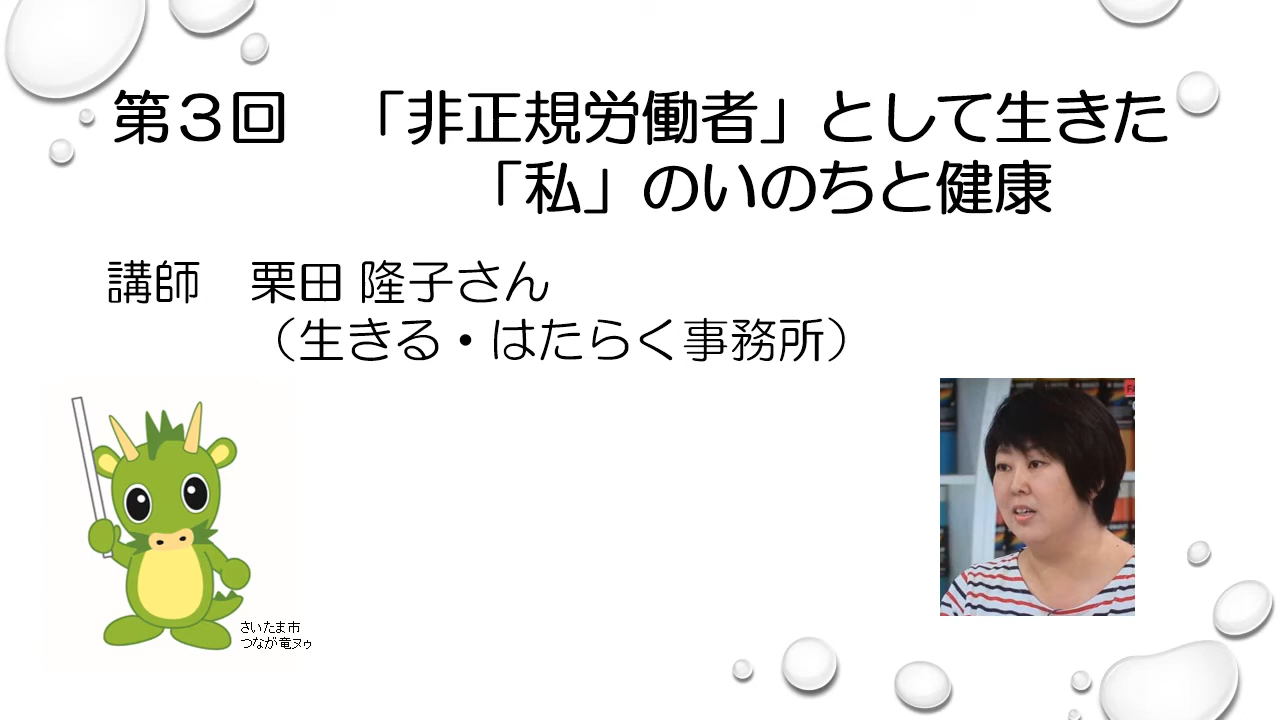 第３回　「非正規労働者」として生きた
「私」のいのちと健康
講師　栗田 隆子さん
（生きる・はたらく事務所）
さいたま市
つなが竜ヌゥ